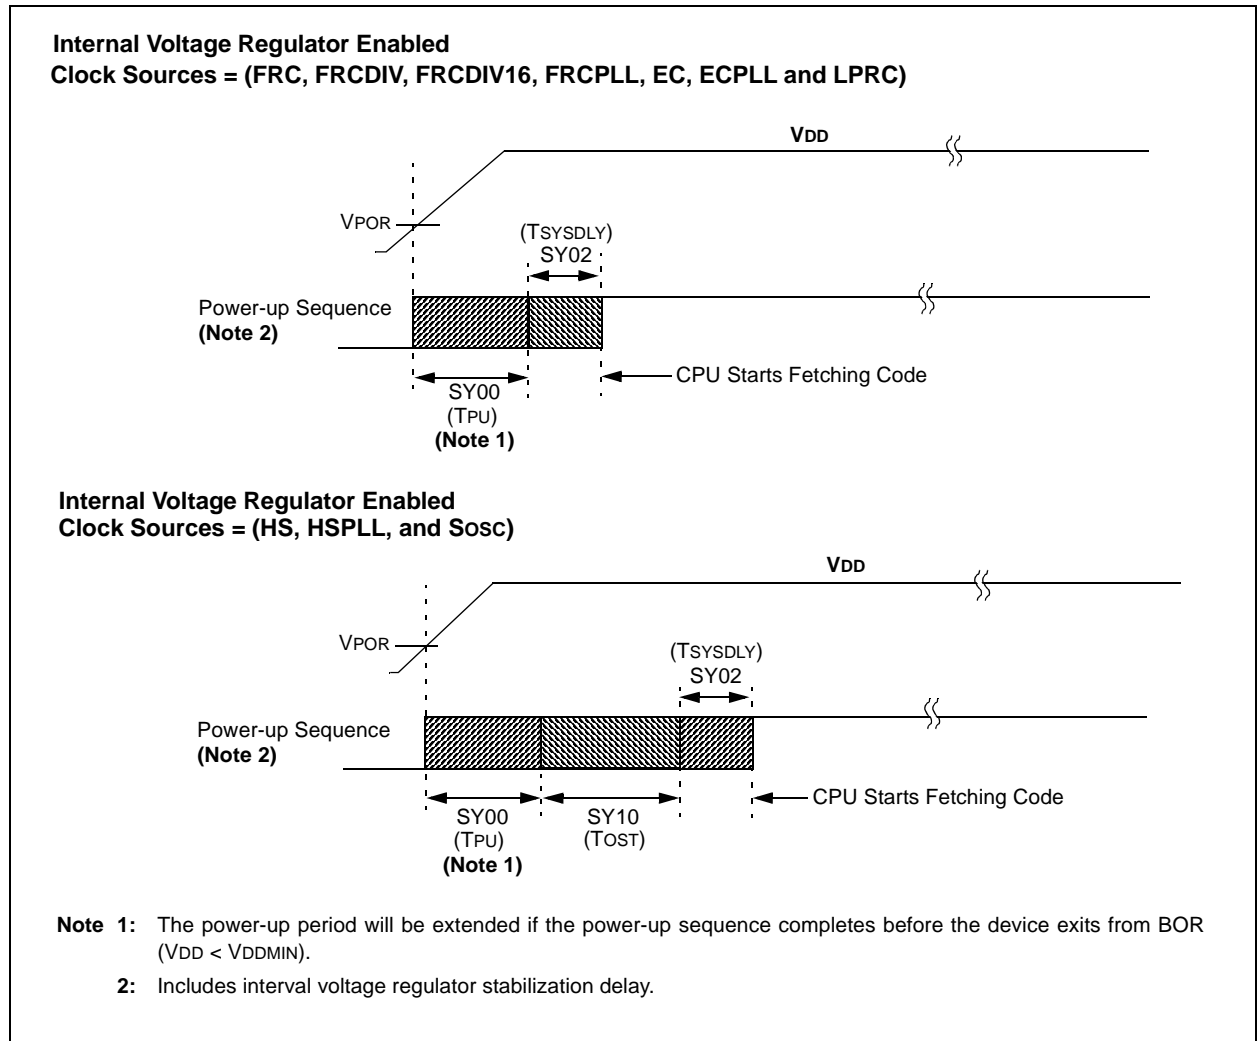 Internal Voltage Regulator Enabled
Clock Sources = (FRC, FRCDIV, FRCDIV16, FRCPLL, EC, ECPLL and LPRC)
VDD
VPOR
(TSYSDLY)
SY02
Power-up Sequence
(Note 2)
CPU Starts Fetching Code
SY00
(TPU)
(Note 1)
Internal Voltage Regulator Enabled
Clock Sources = (HS, HSPLL, and SOSC)
VDD
VPOR
(TSYSDLY)
SY02
Power-up Sequence
(Note 2)
CPU Starts Fetching Code
SY00
(TPU)
(Note 1)
SY10
(TOST)
Note 1: The power-up period will be extended if the power-up sequence completes before the device exits from BOR
(VDD < VDDMIN).
2: Includes interval voltage regulator stabilization delay.